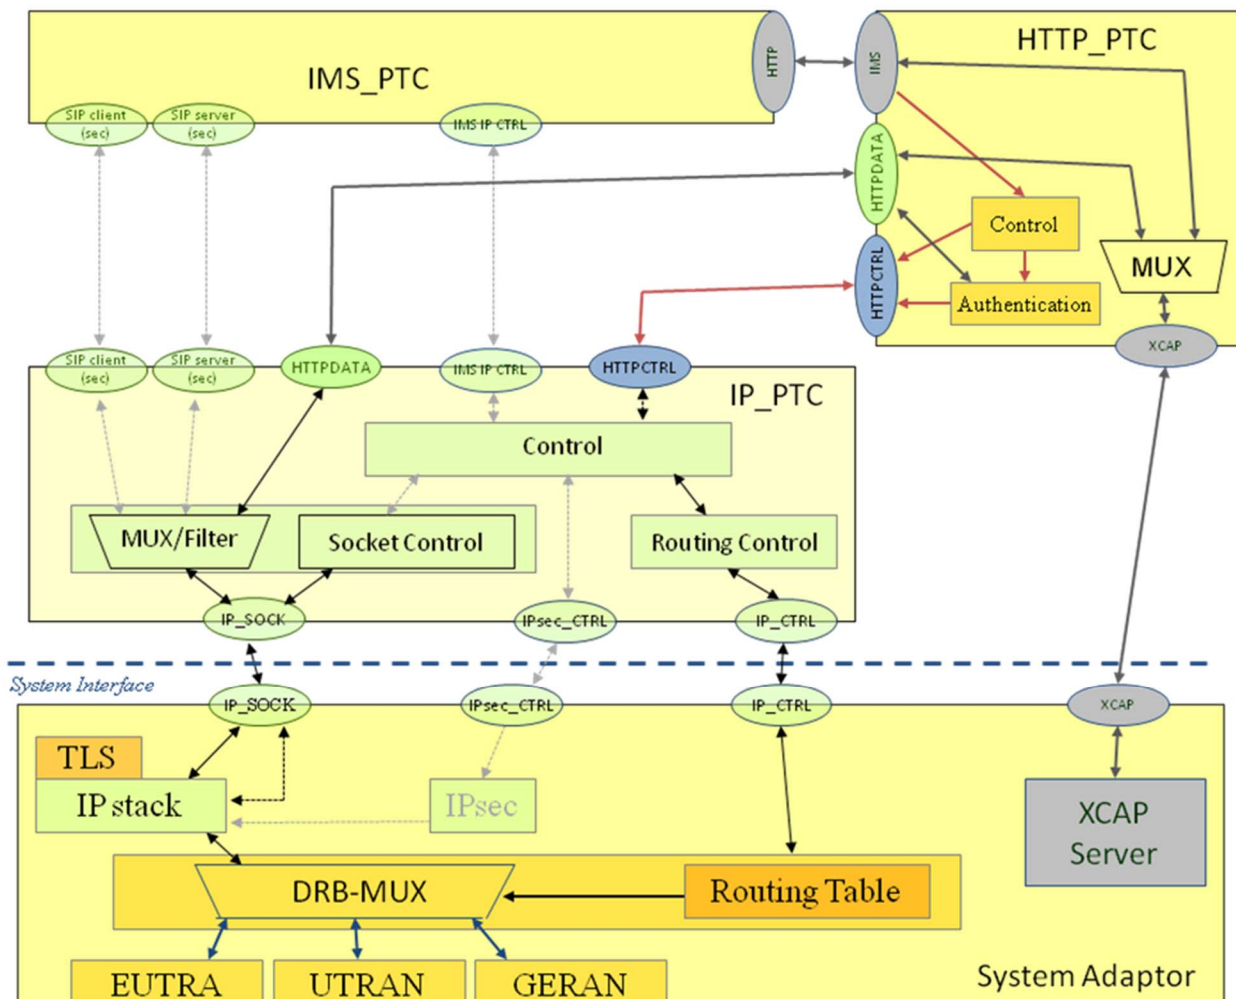 IMS_PTC
HTTP
IMS
HTTP_PTC
SIP client
(sec)
SIP server
(sec)
IMS IP CTRL
HTTPDATA
Control
HTTPCTRL
Authentication
MUX
XCAP
SIP client
(sec)
SIP server
(sec)
HTTPDATA
IMS IP CTRL
HTTPCTRL
IP_PTC
Control
MUX/Filter
Socket Control
Routing Control
IP_SOCK
IPsec_CTRL
IP_CTRL
System Interface
IP_SOCK
IPsec_CTRL
IP_CTRL
XCAP
TLS
IP stack
IPsec
XCAP
Server
DRB-MUX
Routing Table
EUTRA
UTRAN
GERAN
System Adaptor